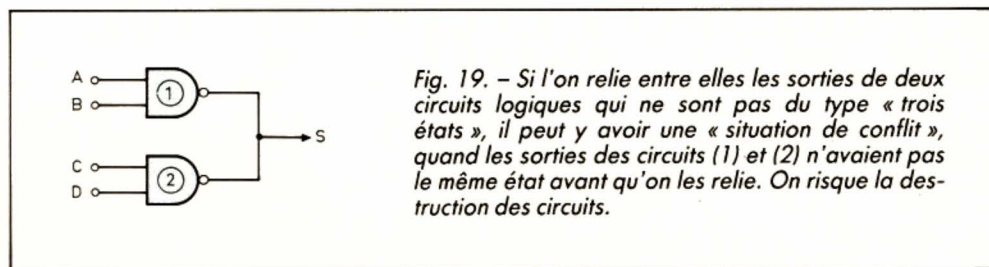 A
B
1
S
C
D
2
Fig. 19. – Si l'on relie entre elles les sorties de deux
circuits logiques qui ne sont pas du type « trois
états », il peut y avoir une « situation de conflit »,
quand les sorties des circuits (1) et (2) n'avaient pas
le même état avant qu'on les relie. On risque la des-
truction des circuits.